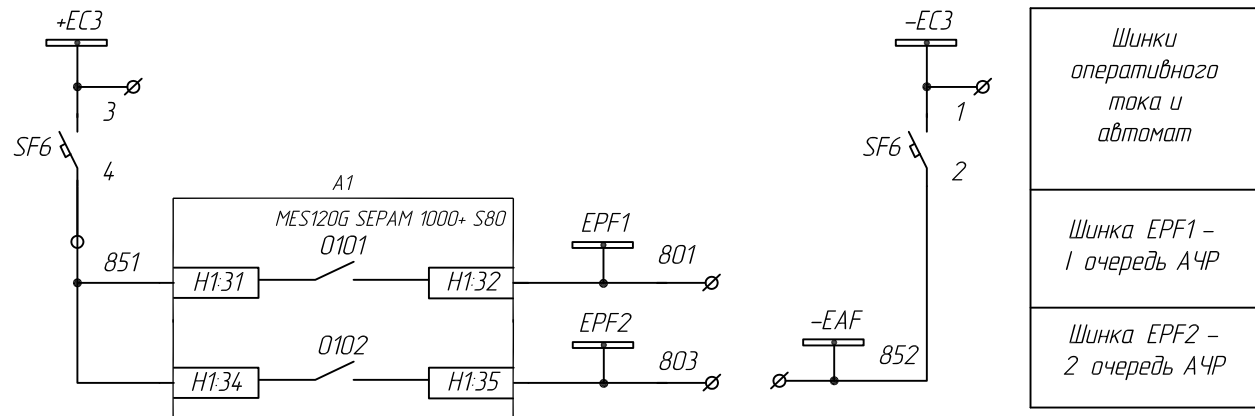 +EC3
-EC3
3
SF6
4
1
SF6
2
A1
MES120G SEPAM 1000+ S80
851
H1:31
0101
H1:32
EPF1
801
H1:34
0102
H1:35
EPF2
803
-EAF
852
Шинки
оперативного
тока и
автомат
Шинка EPF1 -
I очередь АЧР
Шинка EPF2 -
2 очередь АЧР